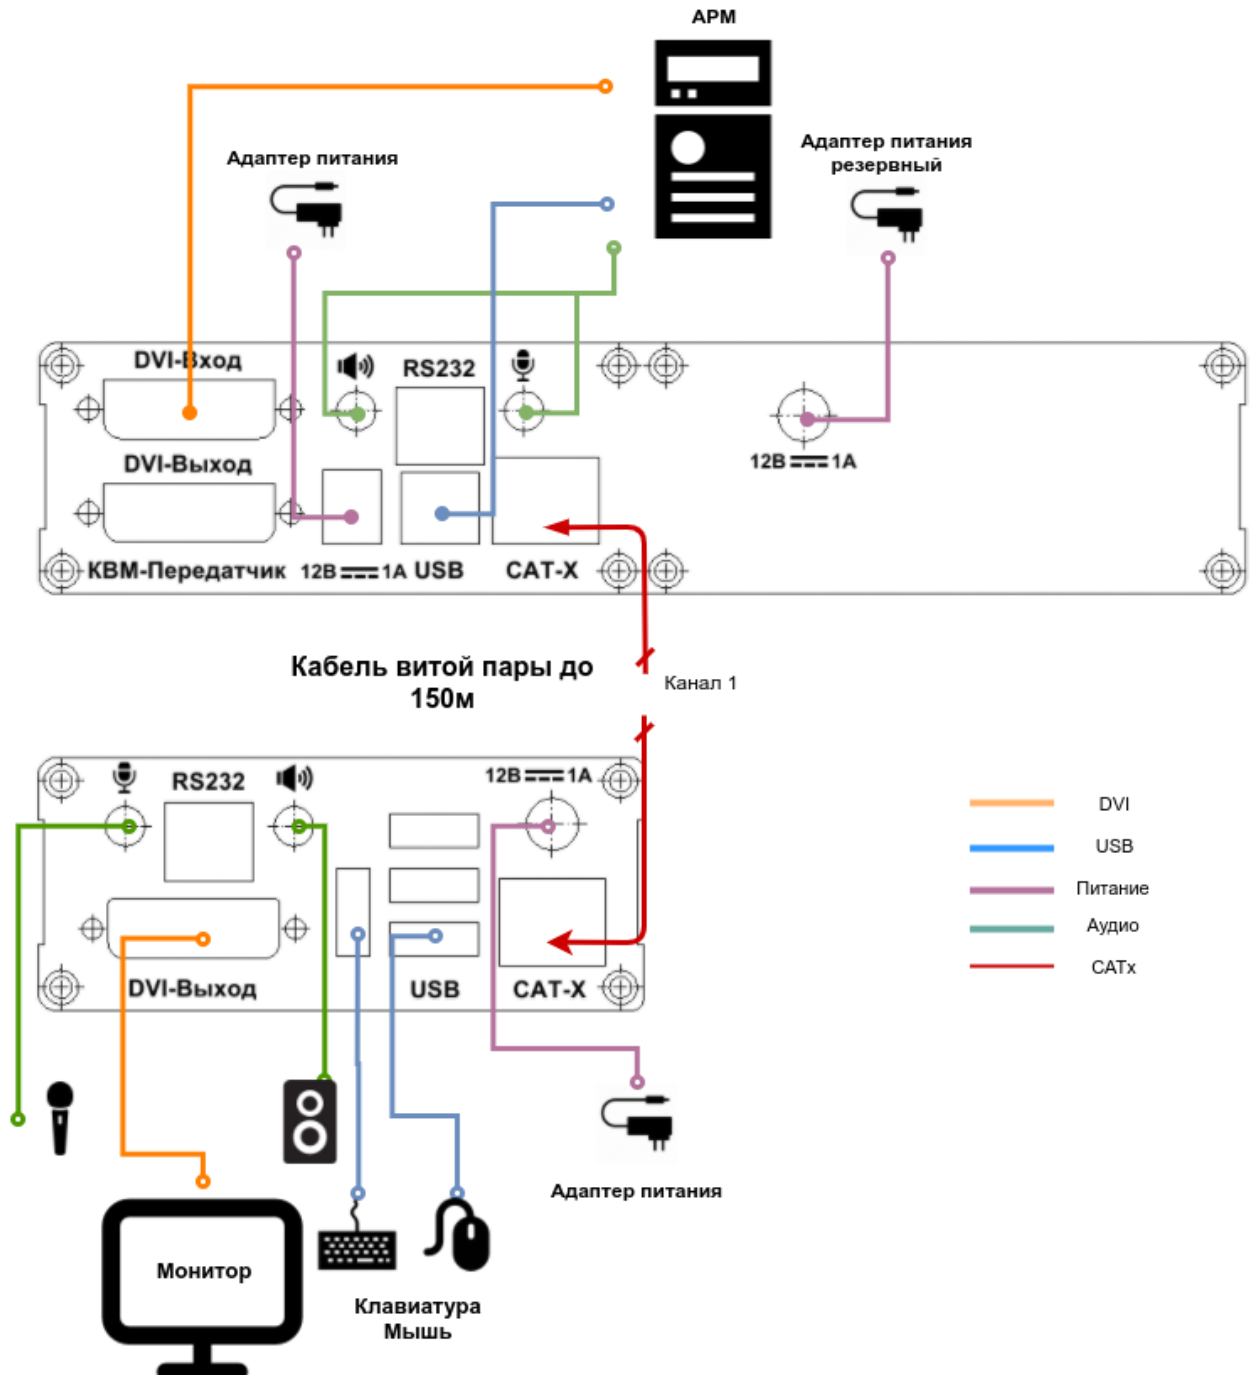 АРМ
Адаптер питания
Адаптер питания
резервный
DVI-Вход
RS232
DVI-Выход
12В 1А
КВМ-Передатчик
12В 1А
USB
CAT-X
Кабель витой пары до
150м
Канал 1
RS232
12В 1А
DVI
USB
Питание
Аудио
CATx
DVI-Выход
USB
CAT-X
Адаптер питания
Монитор
Клавиатура
Мышь